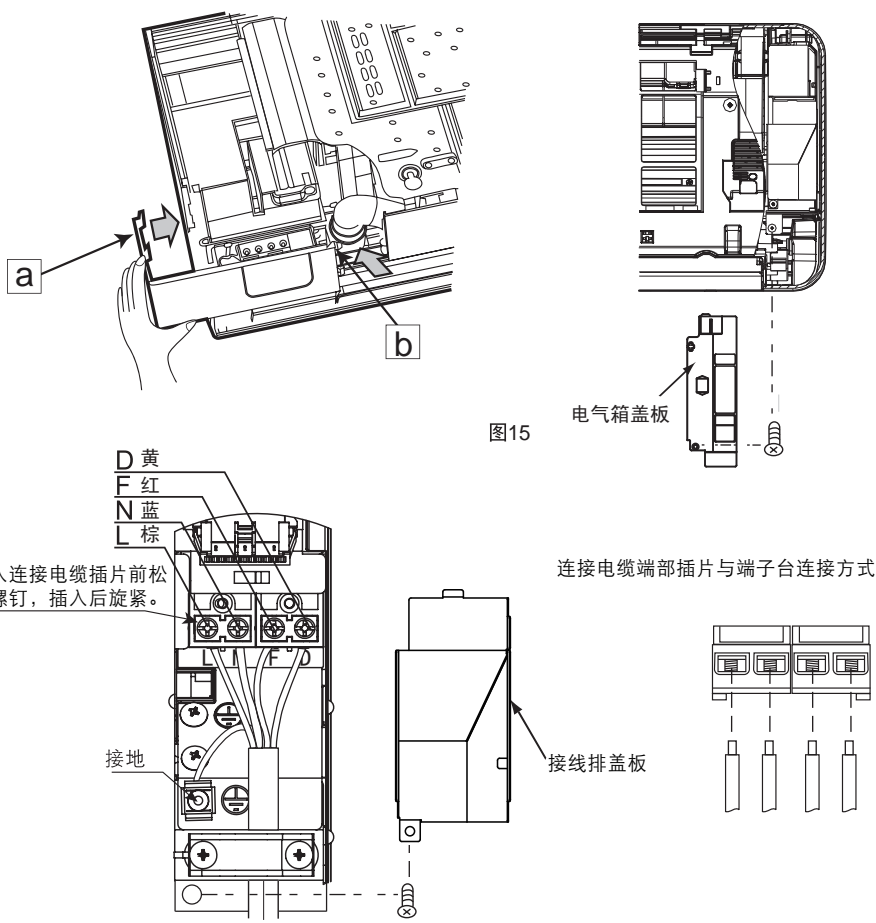 a
b
电气箱盖板
图15
D 黄
F 红
N 蓝
L 棕
连接电缆插片前松
螺钉，插入后旋紧。
连接电缆端部插片与端子台连接方式
L N F D
接地
接线排盖板